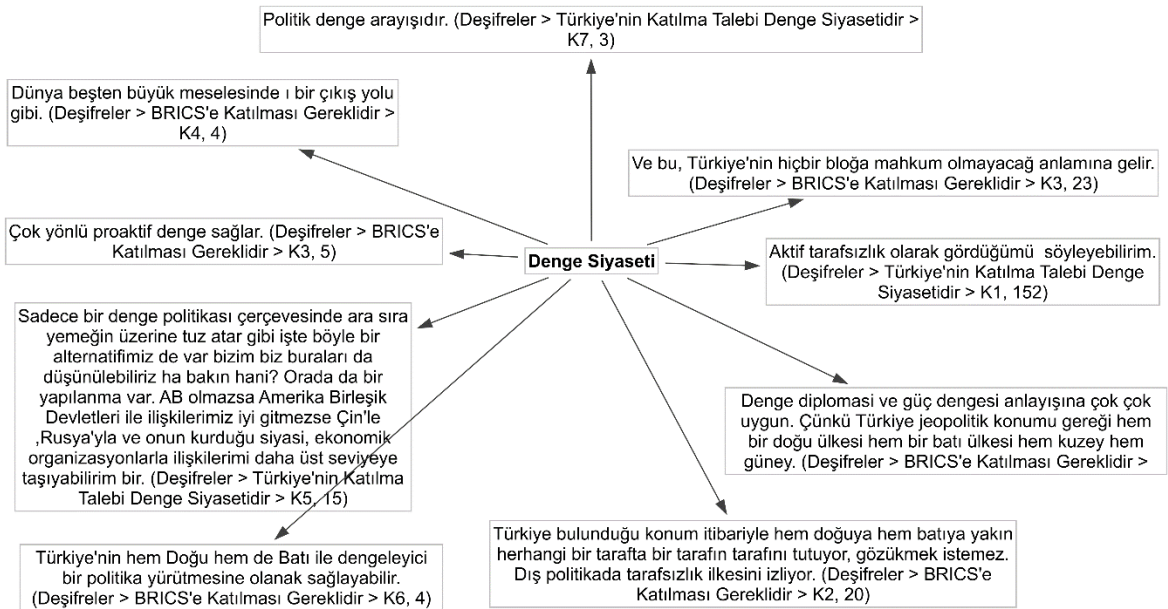 Politik denge arayışıdır. (Deşifreler > Türkiye'nin Katılma Talebi Denge Siyasetidir >
K7, 3)
Dünya beşten büyük meselesinde ı bir çıkış yolu
gibi. (Deşifreler > BRICS'e Katılması Gereklidir >
K4, 4)
Ve bu, Türkiye'nin hiçbir bloğa mahkum olmayacağ anlamına gelir.
(Deşifreler > BRICS'e Katılması Gereklidir > K3, 23)
Çok yönlü proaktif denge sağlar. (Deşifreler > BRICS'e
Katılması Gereklidir > K3, 5)
Denge Siyaseti
Aktif tarafsızlık olarak gördüğümü söyleyebilirim.
(Deşifreler > Türkiye'nin Katılma Talebi Denge
Siyasetidir > K1, 152)
Sadece bir denge politikası çerçevesinde ara sıra
yemeğin üzerine tuz atar gibi işte böyle bir
alternatifimiz de var bizim biz buraları da
düşünülebiliriz ha bakın hani? Orada da bir
yapılanma var. AB olmazsa Amerika Birleşik
Devletleri ile ilişkilerimiz iyi gitmezse Çin'le
,Rusya'yla ve onun kurduğu siyasi, ekonomik
organizasyonlarla ilişkilerimi daha üst seviyeye
taşıyabilirim bir. (Deşifreler > Türkiye'nin Katılma
Talebi Denge Siyasetidir > K5, 15)
Denge diplomasi ve güç dengesi anlayışına çok çok
uygun. Çünkü Türkiye jeopolitik konumu gereği hem
bir doğu ülkesi hem bir batı ülkesi hem kuzey hem
güney. (Deşifreler > BRICS'e Katılması Gereklidir >
Türkiye'nin hem Doğu hem de Batı ile dengeleyici
bir politika yürütmesine olanak sağlayabilir.
(Deşifreler > BRICS'e Katılması Gereklidir > K6, 4)
Türkiye bulunduğu konum itibariyle hem doğuya hem batıya yakın
herhangi bir tarafta bir tarafın tarafını tutuyor, gözükmek istemez.
Dış politikada tarafsızlık ilkesini izliyor. (Deşifreler > BRICS'e
Katılması Gereklidir > K2, 20)